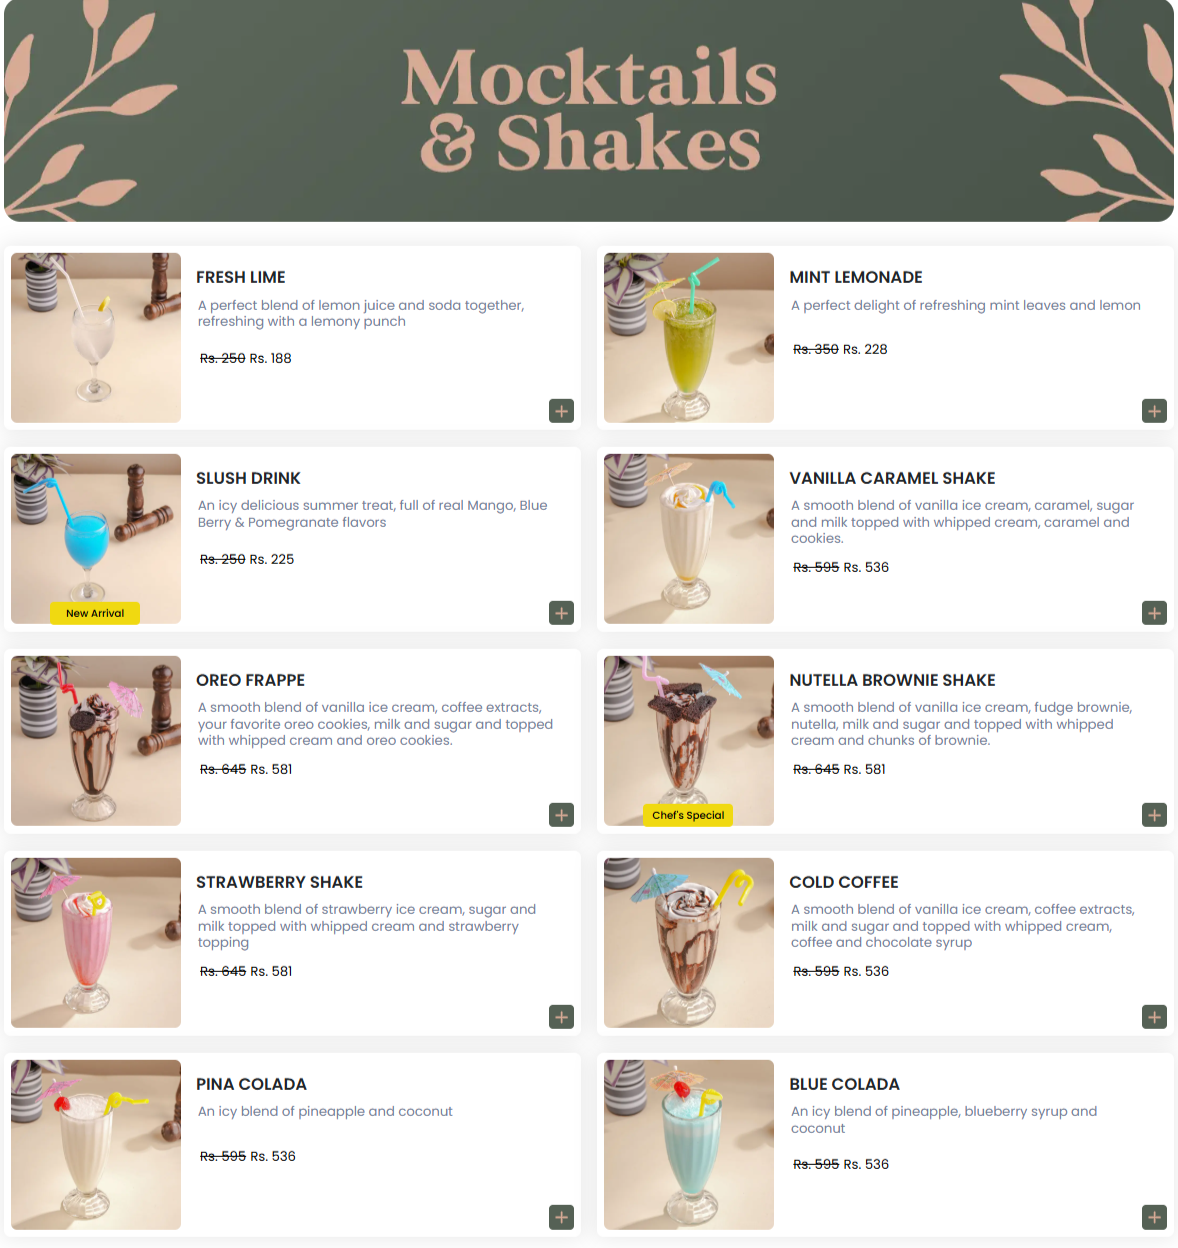 Mocktails
& Shakes
FRESH LIME
A perfect blend of lemon juice and soda together,
refreshing with a lemony punch
Rs. 250 Rs. 188
MINT LEMONADE
A perfect delight of refreshing mint leaves and lemon
Rs. 350 Rs. 228
SLUSH DRINK
An icy delicious summer treat, full of real Mango, Blue
Berry & Pomegranate flavors
Rs. 250 Rs. 225
New Arrival
VANILLA CARAMEL SHAKE
A smooth blend of vanilla ice cream, caramel, sugar
and milk topped with whipped cream, caramel and
cookies.
Rs. 595 Rs. 536
OREO FRAPPE
A smooth blend of vanilla ice cream, coffee extracts,
your favorite oreo cookies, milk and sugar and topped
with whipped cream and oreo cookies.
Rs. 645 Rs. 581
NUTELLA BROWNIE SHAKE
A smooth blend of vanilla ice cream, fudge brownie,
nutella, milk and sugar and topped with whipped
cream and chunks of brownie.
Rs. 645 Rs. 581
Chef's Special
STRAWBERRY SHAKE
A smooth blend of strawberry ice cream, sugar and
milk topped with whipped cream and strawberry
topping
Rs. 645 Rs. 581
COLD COFFEE
A smooth blend of vanilla ice cream, coffee extracts,
milk and sugar and topped with whipped cream,
coffee and chocolate syrup
Rs. 595 Rs. 536
PINA COLADA
An icy blend of pineapple and coconut
Rs. 595 Rs. 536
BLUE COLADA
An icy blend of pineapple, blueberry syrup and
coconut
Rs. 595 Rs. 536